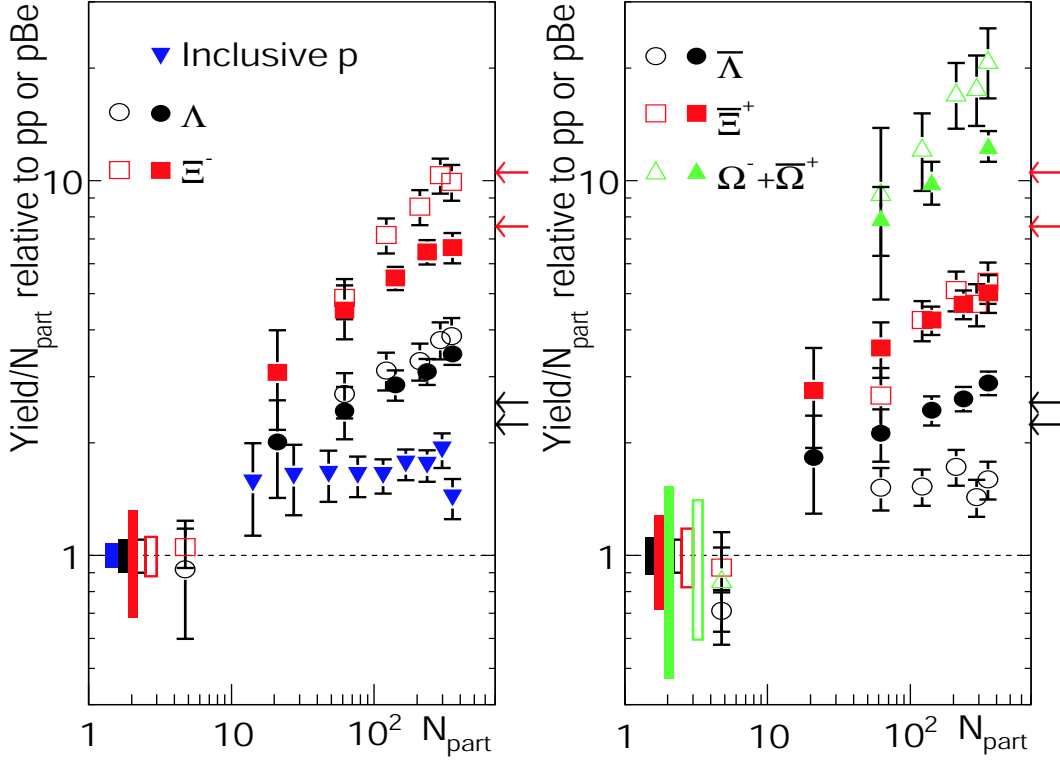 Yield/N_part relative to pp or pBe
Inclusive p
Λ
Ξ⁻
10
1
1
10
10²
N_part
Yield/N_part relative to pp or pBe
Λ̅
Ξ̅⁺
Ω⁻+Ω̅⁺
10
1
1
10
10²
N_part